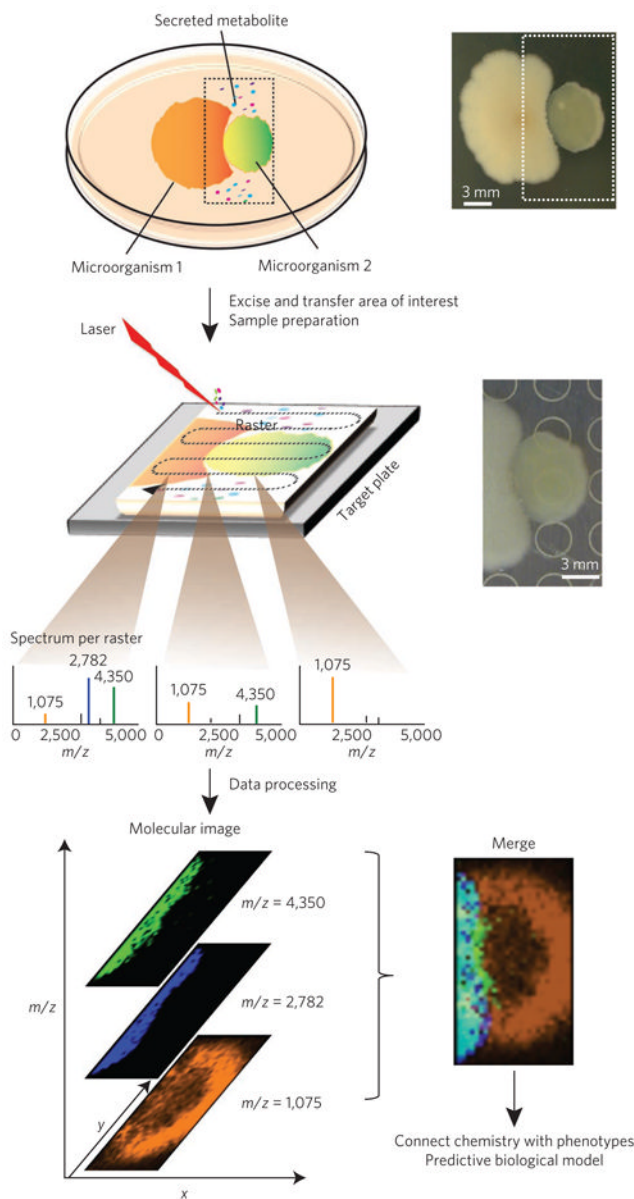 Secreted metabolite
3 mm
Microorganism 1
Microorganism 2
Excise and transfer area of interest
Sample preparation
Laser
Raster
Target plate
3 mm
Spectrum per raster
1,075
2,782
4,350
0
2,500
5,000
m/z
1,075
4,350
0
2,500
5,000
m/z
1,075
0
2,500
5,000
m/z
Data processing
Molecular image
Merge
m/z = 4,350
m/z = 2,782
m/z = 1,075
m/z
y
x
Connect chemistry with phenotypes
Predictive biological model